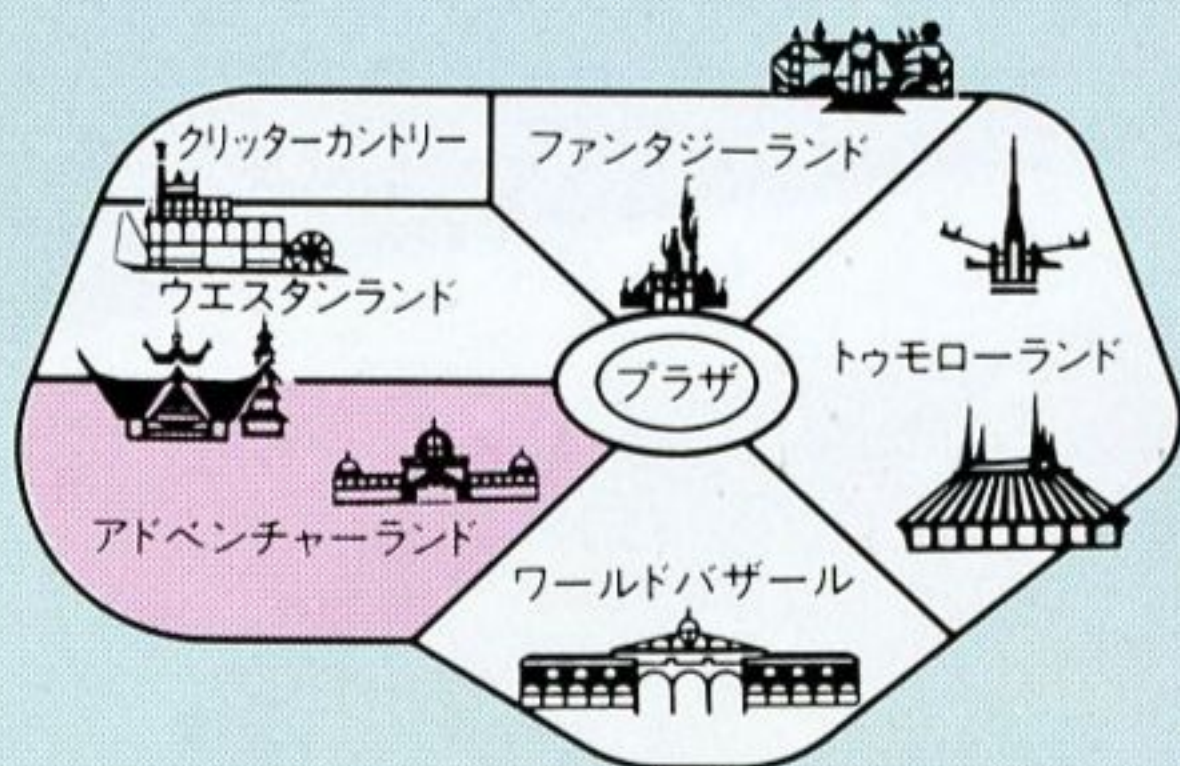 クリッターカントリー
ファンタジーランド
ウエスタンランド
トゥモローランド
プラザ
アドベンチャーランド
ワールドバザール